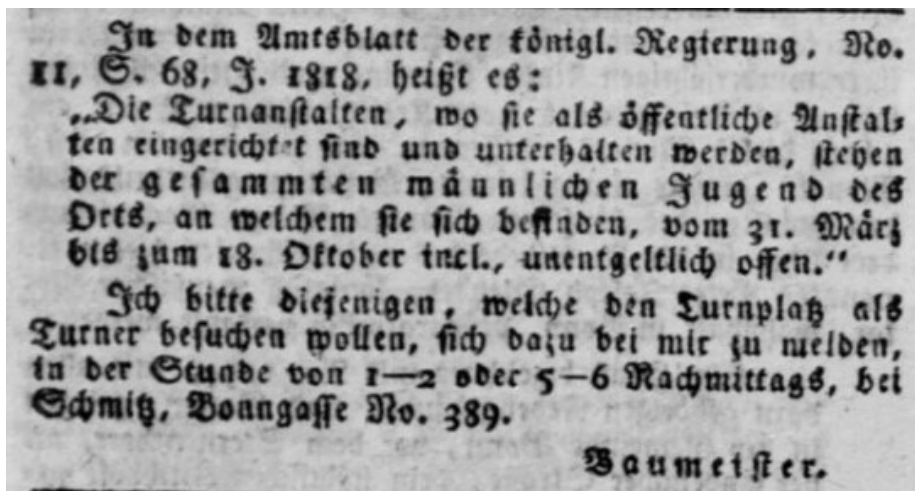 In dem Amtsblatt der königl. Regierung, No.
11, S. 68, J. 1818, heißt es:
„Die Turnanstalten, wo sie als öffentliche Anstal-
ten eingerichtet sind und unterhalten werden, stehen
der gesammten männlichen Jugend des
Orts, an welchem sie sich befinden, vom 31. März
bis zum 18. Oktober incl., unentgeltlich offen.“
Ich bitte diejenigen, welche den Turnplatz als
Turner besuchen wollen, sich dazu bei mir zu melden,
in der Stunde von 1—2 oder 5—6 Nachmittags, bei
Schmitz, Bonngasse No. 389.
Baumeister.